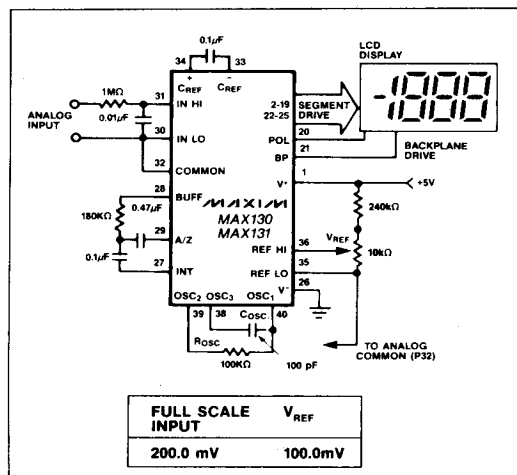 0.1μF
34
33
+
-
CREF
CREF
LCD
DISPLAY
-1888
1MΩ
31
IN HI
ANALOG
INPUT
0.01μF
30
IN LO
32
COMMON
2-19
SEGMENT
22-25
DRIVE
20
POL
21
BP
BACKPLANE
DRIVE
1
V+
+5V
28
BUFF
0.47μF
180KΩ
29
A/Z
0.1μF
27
INT
MAXIM
MAX130
MAX131
240kΩ
REF HI
36
VREF
10kΩ
REF LO
35
V-
26
OSC2
OSC3
OSC1
39
38
COSC.
40
ROSC
100KΩ
100 pF
TO ANALOG
COMMON (P32)
FULL SCALE VREF
INPUT
200.0 mV 100.0mV